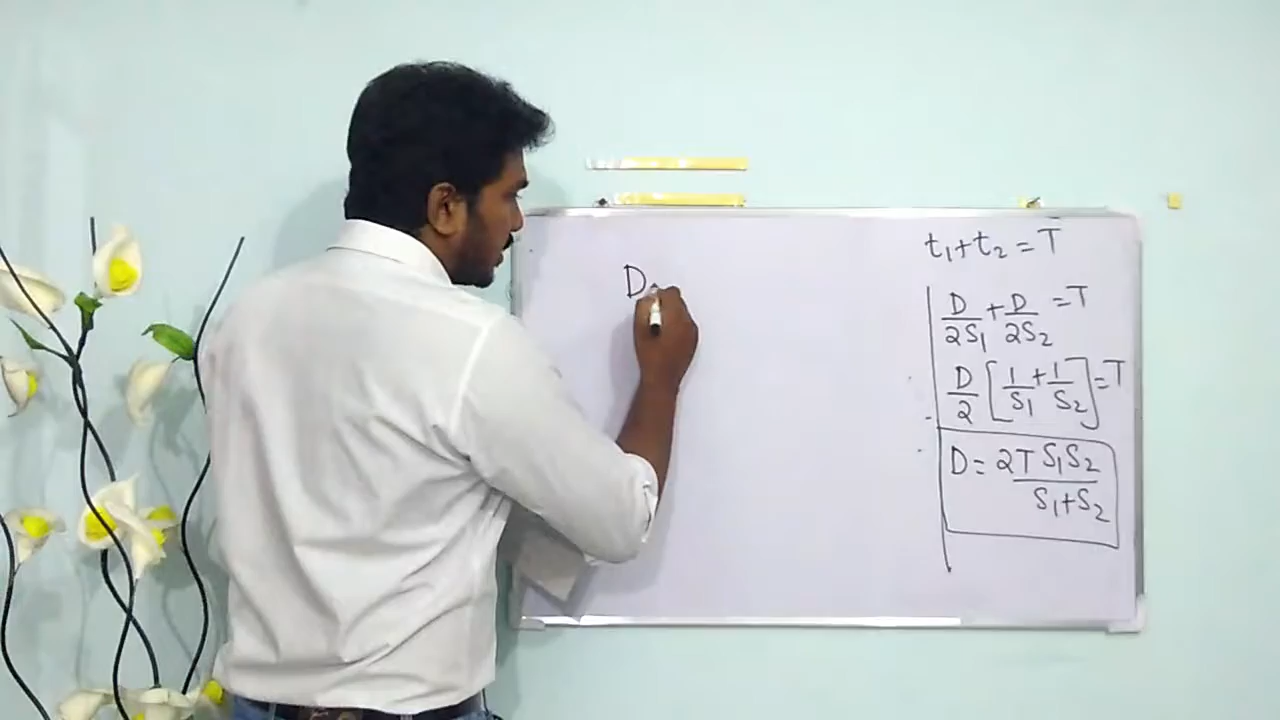 D
t₁+t₂ = T
D/2S₁ + D/2S₂ = T
D/2 [1/S₁ + 1/S₂] = T
D = 2T S₁S₂ / S₁+S₂